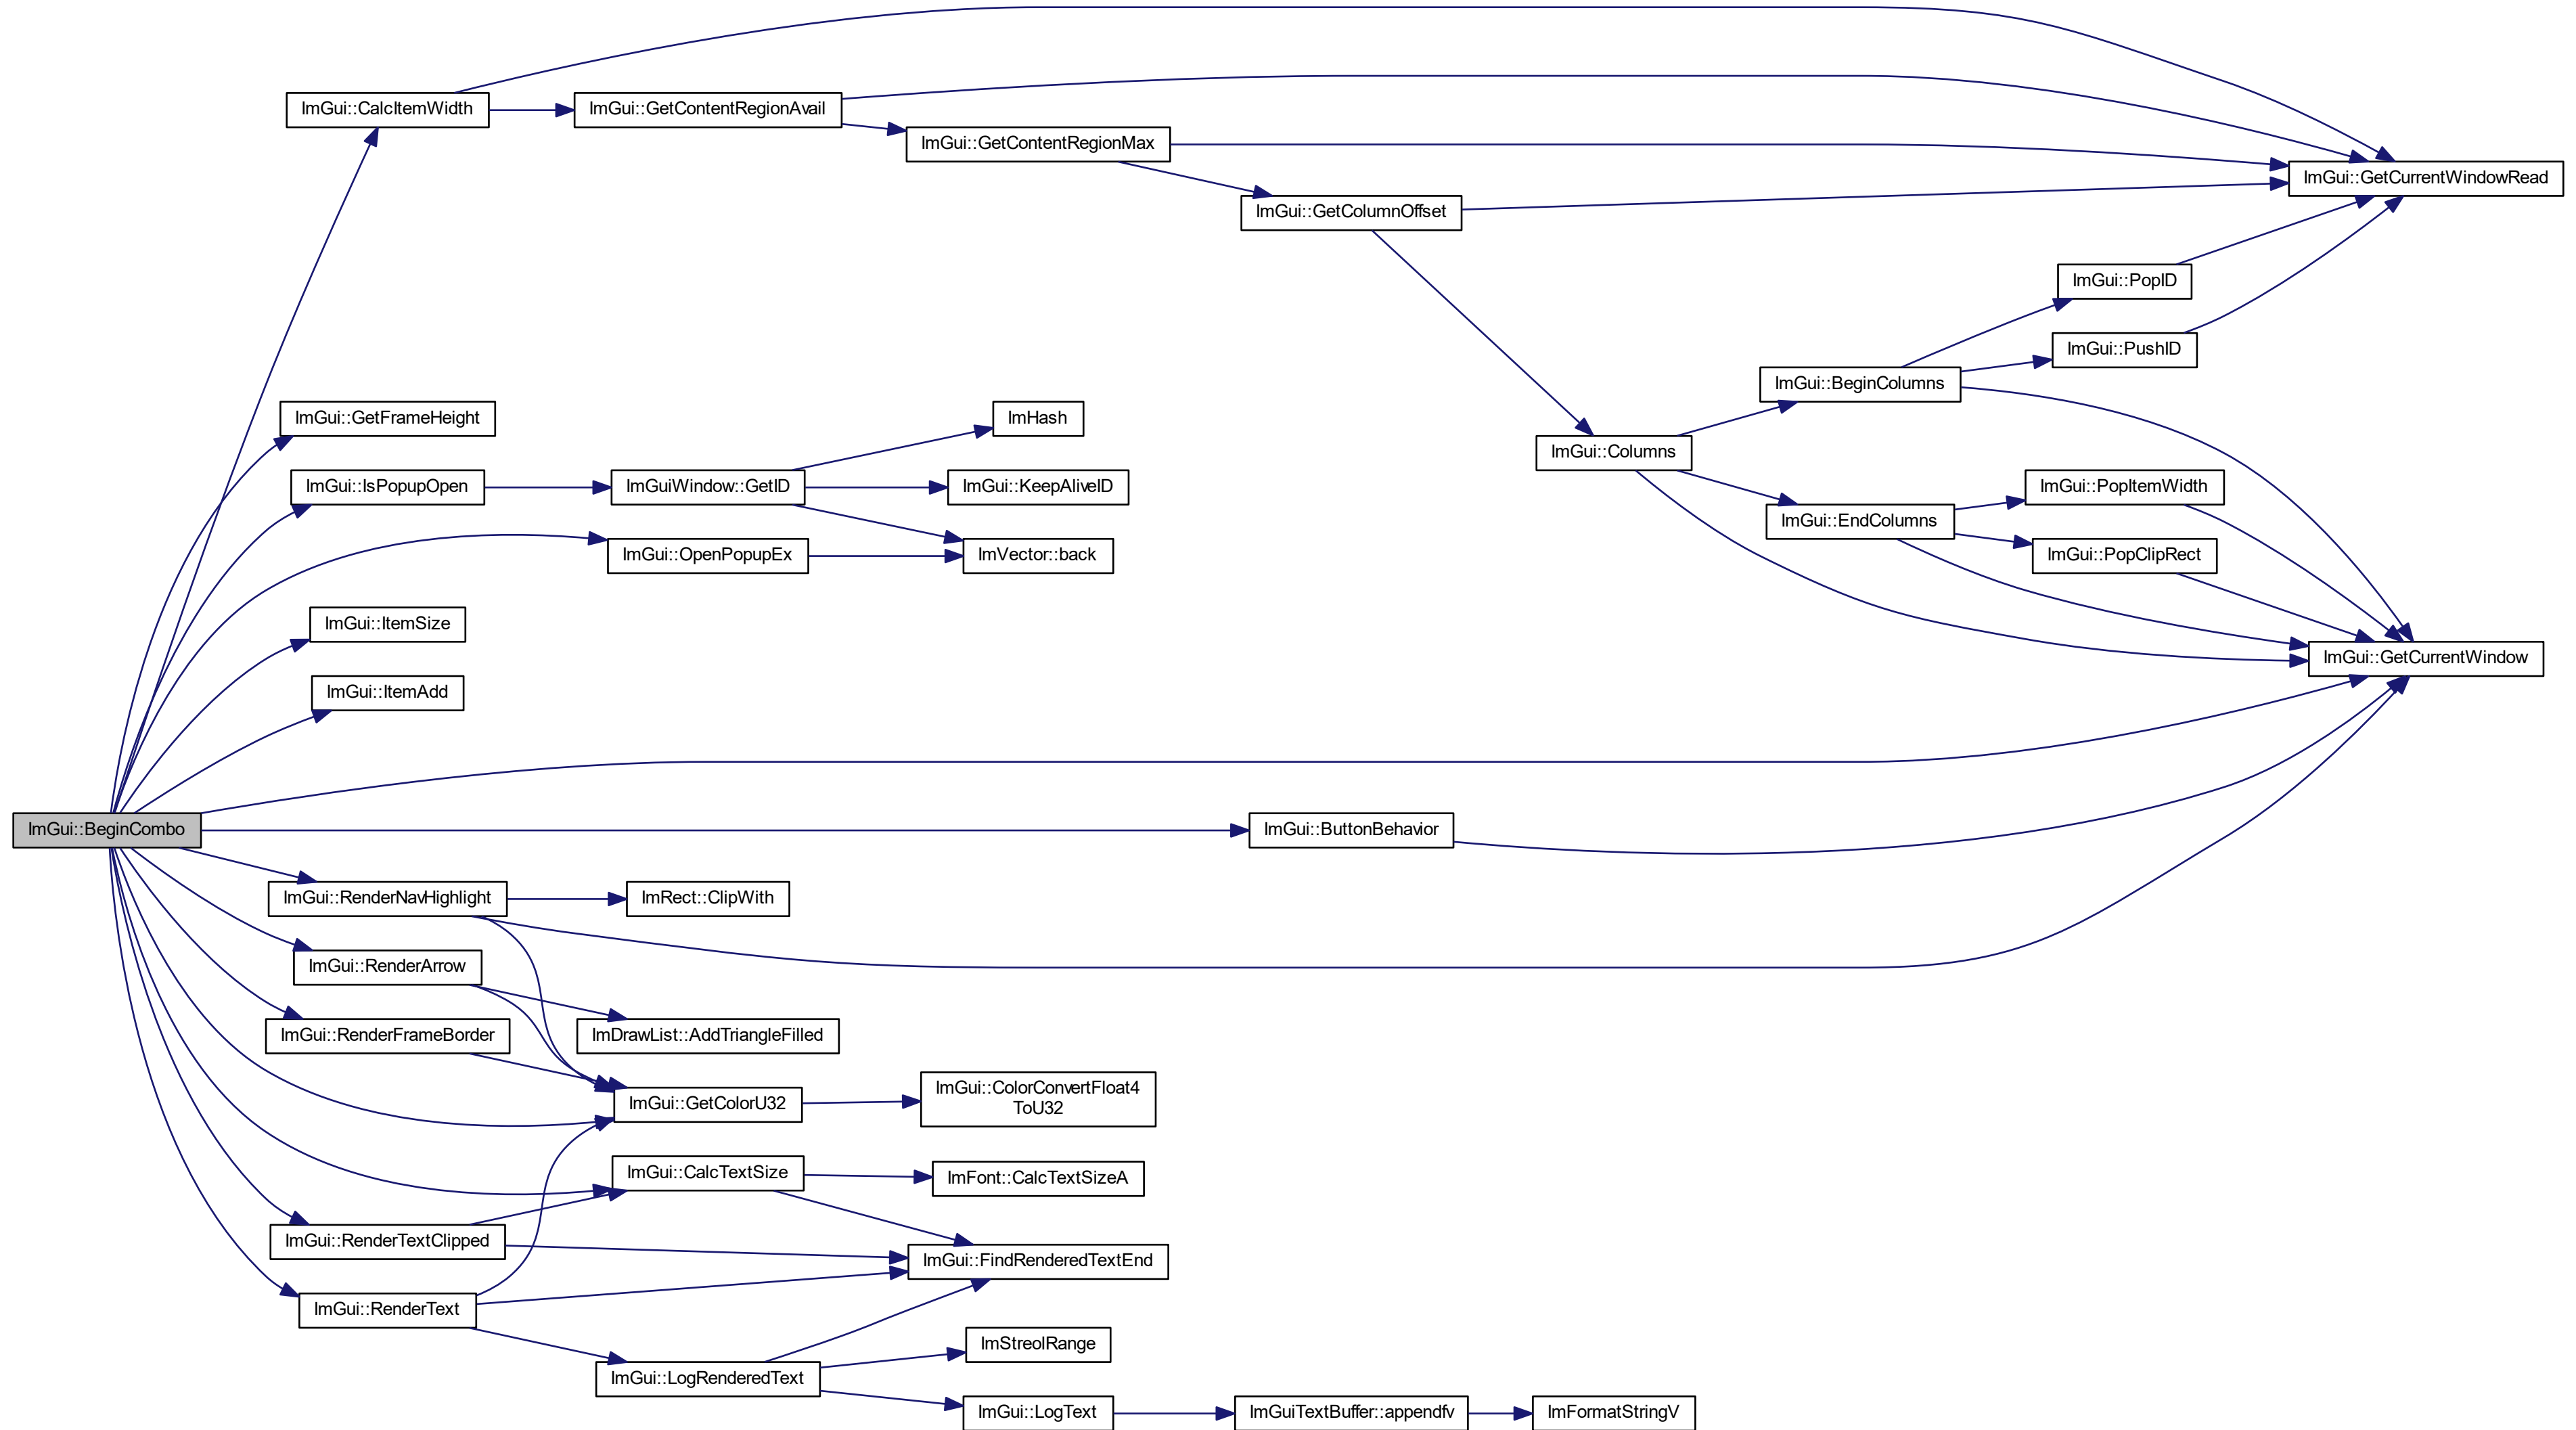 ImGui::CalcItemWidth
ImGui::GetContentRegionAvail
ImGui::GetContentRegionMax
ImGui::GetCurrentWindowRead
ImGui::GetColumnOffset
ImGui::PopID
ImGui::PushID
ImGui::BeginColumns
ImGui::GetFrameHeight
ImHash
ImGui::Columns
ImGui::IsPopupOpen
ImGuiWindow::GetID
ImGui::KeepAliveID
ImGui::PopItemWidth
ImGui::EndColumns
ImGui::OpenPopupEx
ImVector::back
ImGui::PopClipRect
ImGui::ItemSize
ImGui::GetCurrentWindow
ImGui::ItemAdd
ImGui::BeginCombo
ImGui::ButtonBehavior
ImGui::RenderNavHighlight
ImRect::ClipWith
ImGui::RenderArrow
ImGui::RenderFrameBorder
ImDrawList::AddTriangleFilled
ImGui::GetColorU32
ImGui::ColorConvertFloat4
ToU32
ImGui::CalcTextSize
ImFont::CalcTextSizeA
ImGui::RenderTextClipped
ImGui::FindRenderedTextEnd
ImGui::RenderText
ImStreolRange
ImGui::LogRenderedText
ImGui::LogText
ImGuiTextBuffer::appendfv
ImFormatStringV